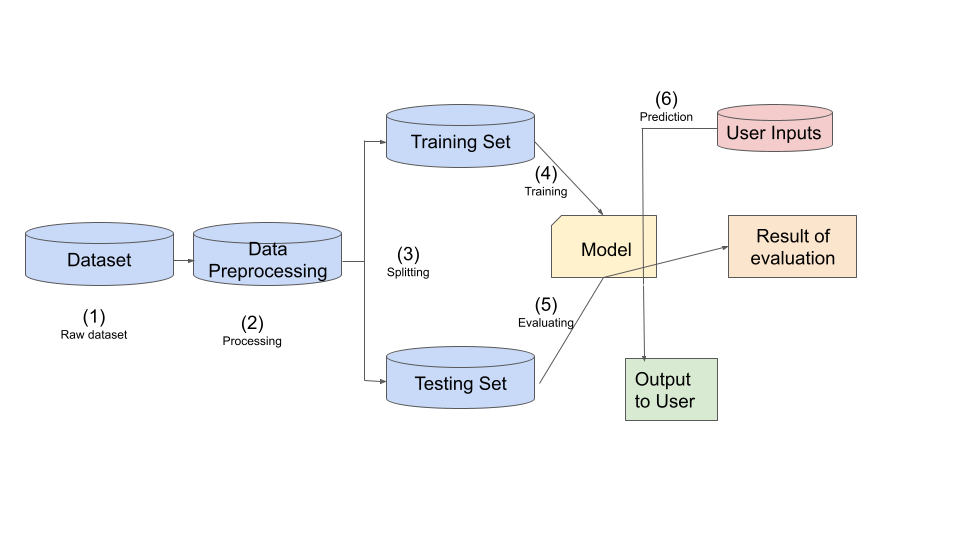 (6)
Prediction
User Inputs
Training Set
(4)
Training
Dataset
Data
Preprocessing
(3)
Splitting
Model
Result of
evaluation
(1)
Raw dataset
(2)
Processing
(5)
Evaluating
Testing Set
Output
to User